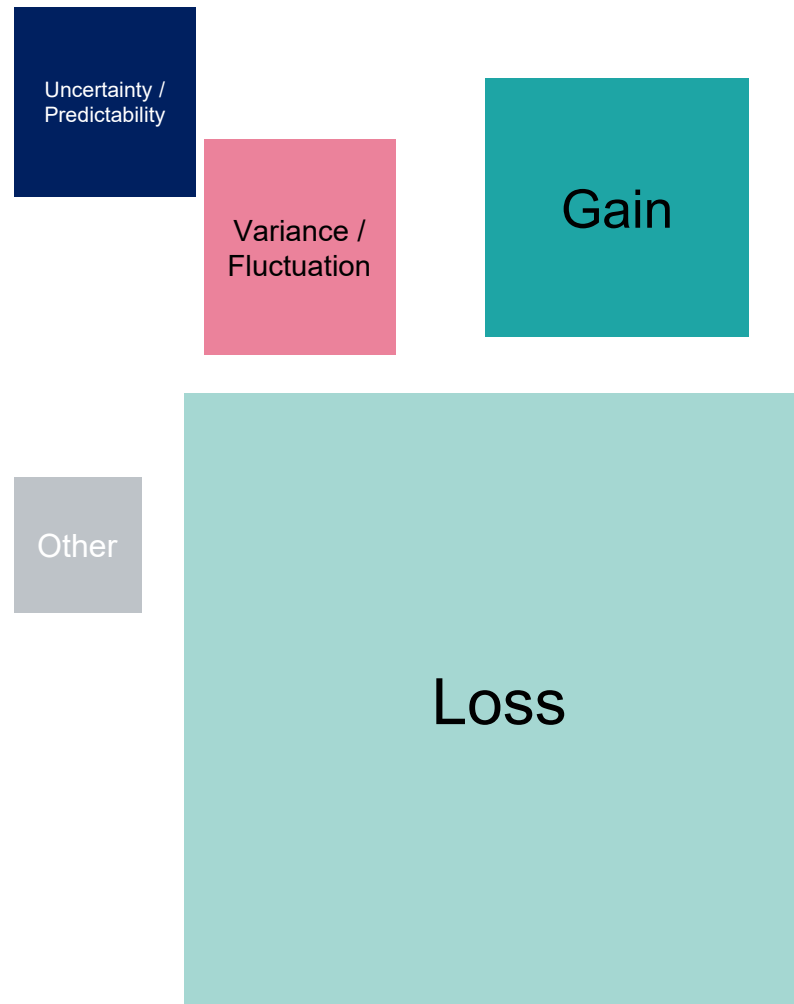 Uncertainty /
Predictability
Variance /
Fluctuation
Gain
Other
Loss